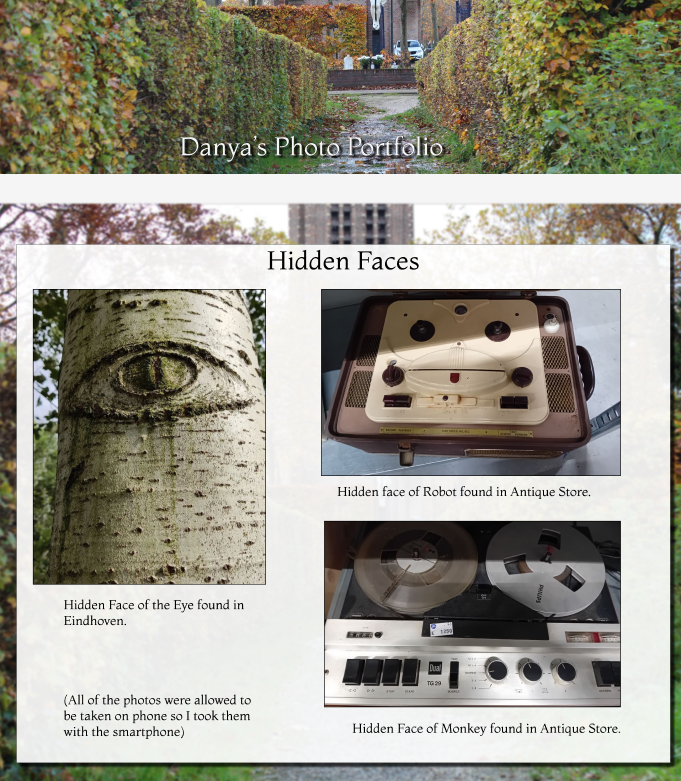 Danya's Photo Portfolio
Hidden Faces
Hidden Face of the Eye found in
Eindhoven.
(All of the photos were allowed to
be taken on phone so I took them
with the smartphone)
Hidden face of Robot found in Antique Store.
PHILIPS
1250
Dual
TG 29
Hidden Face of Monkey found in Antique Store.